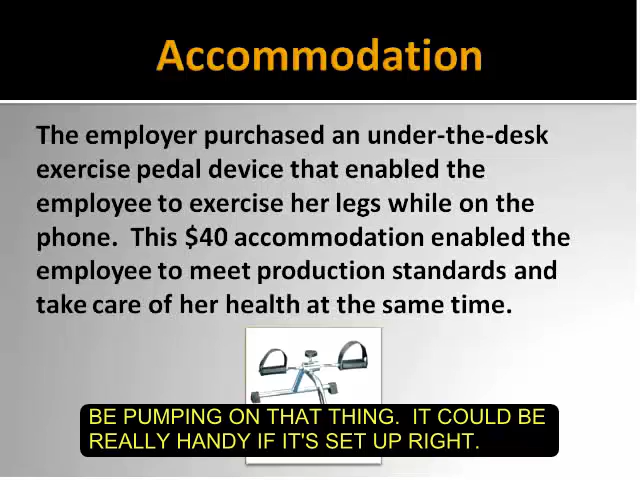 Accommodation
The employer purchased an under-the-desk
exercise pedal device that enabled the
employee to exercise her legs while on the
phone.  This $40 accommodation enabled the
employee to meet production standards and
take care of her health at the same time.
BE PUMPING ON THAT THING.  IT COULD BE
REALLY HANDY IF IT'S SET UP RIGHT.